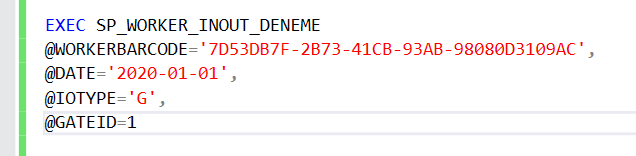 EXEC SP_WORKER_INOUT_DENEME
@WORKERBARCODE='7D53DB7F-2B73-41CB-93AB-98080D3109AC',
@DATE='2020-01-01',
@IOTYPE='G',
@GATEID=1